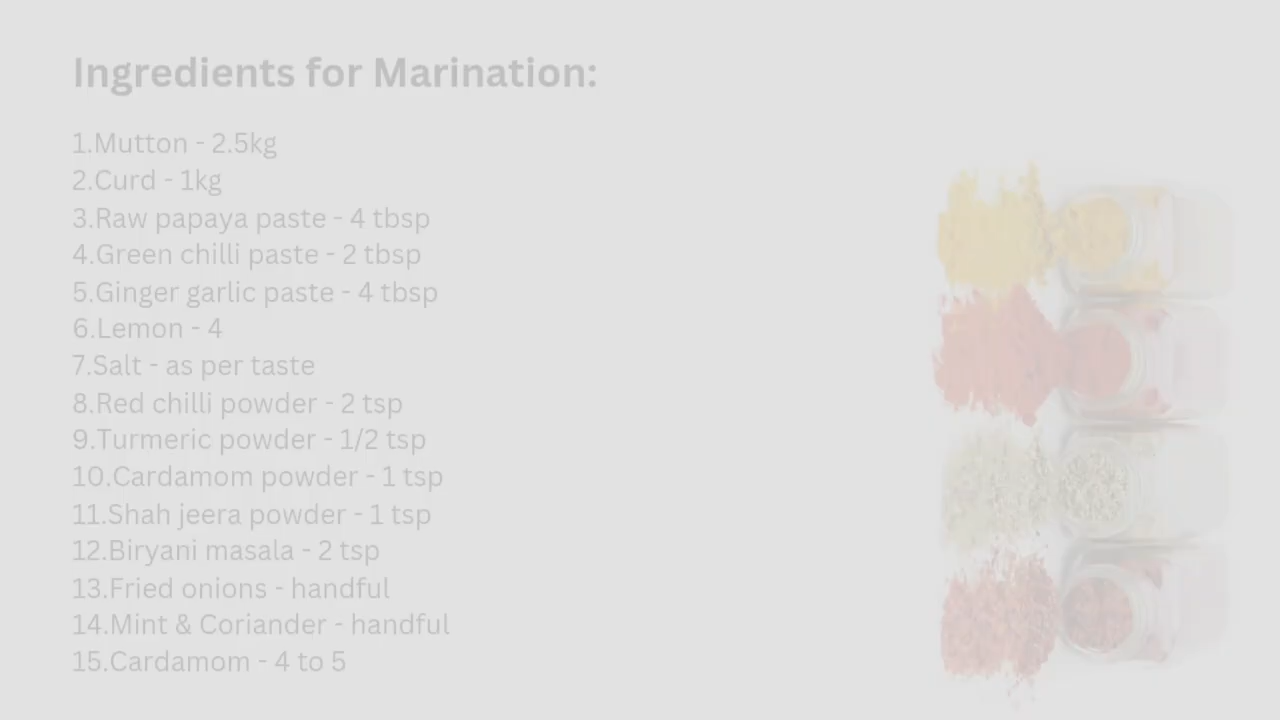 Ingredients for Marination:
1.Mutton - 2.5kg
2.Curd - 1kg
3.Raw papaya paste - 4 tbsp
4.Green chilli paste - 2 tbsp
5.Ginger garlic paste - 4 tbsp
6.Lemon - 4
7.Salt - as per taste
8.Red chilli powder - 2 tsp
9.Turmeric powder - 1/2 tsp
10.Cardamom powder - 1 tsp
11.Shah jeera powder - 1 tsp
12.Biryani masala - 2 tsp
13.Fried onions - handful
14.Mint & Coriander - handful
15.Cardamom - 4 to 5